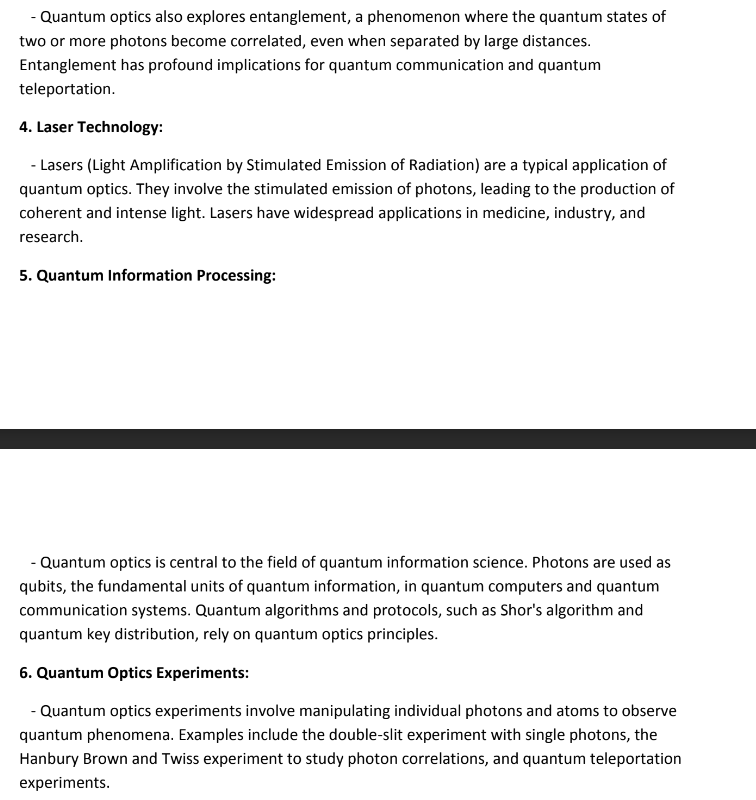 - Quantum optics also explores entanglement, a phenomenon where the quantum states of
two or more photons become correlated, even when separated by large distances.
Entanglement has profound implications for quantum communication and quantum
teleportation.
4. Laser Technology:
- Lasers (Light Amplification by Stimulated Emission of Radiation) are a typical application of
quantum optics. They involve the stimulated emission of photons, leading to the production of
coherent and intense light. Lasers have widespread applications in medicine, industry, and
research.
5. Quantum Information Processing:
- Quantum optics is central to the field of quantum information science. Photons are used as
qubits, the fundamental units of quantum information, in quantum computers and quantum
communication systems. Quantum algorithms and protocols, such as Shor's algorithm and
quantum key distribution, rely on quantum optics principles.
6. Quantum Optics Experiments:
- Quantum optics experiments involve manipulating individual photons and atoms to observe
quantum phenomena. Examples include the double-slit experiment with single photons, the
Hanbury Brown and Twiss experiment to study photon correlations, and quantum teleportation
experiments.